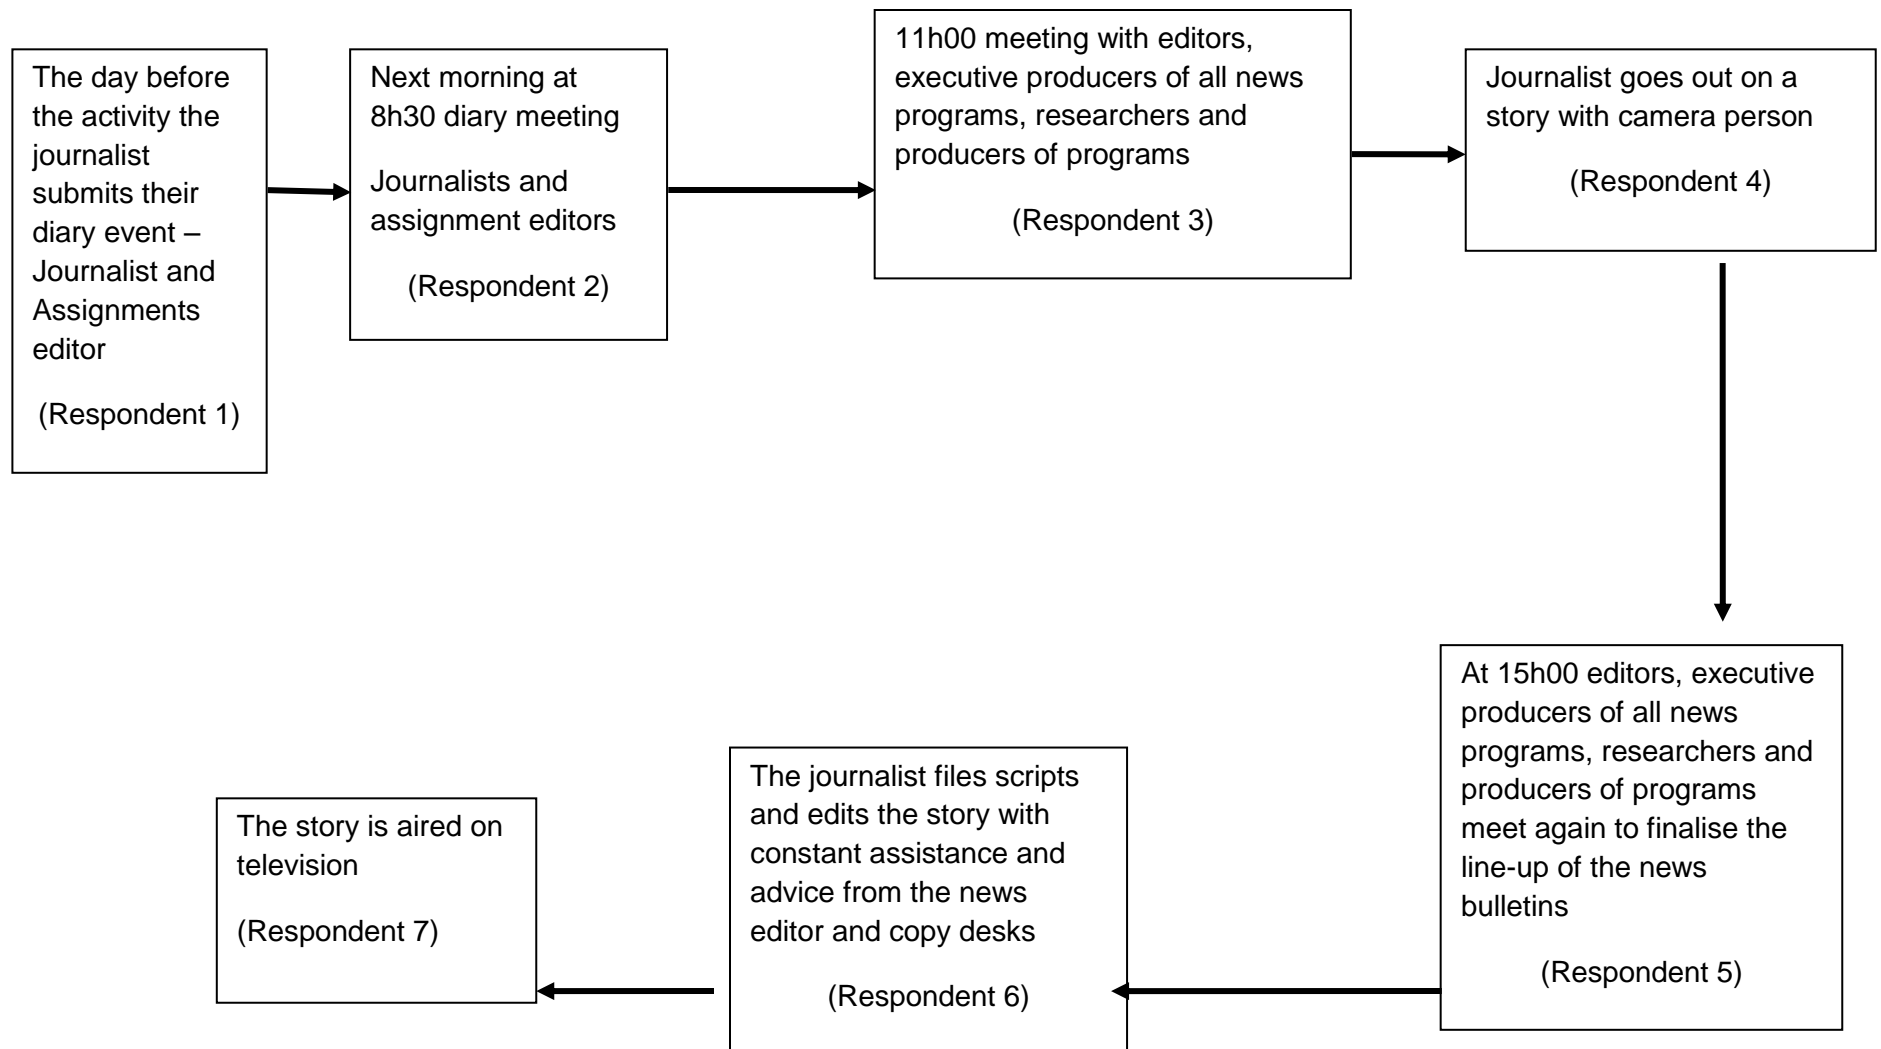 The day before
the activity the
journalist
submits their
diary event –
Journalist and
Assignments
editor
(Respondent 1)
Next morning at
8h30 diary meeting
Journalists and
assignment editors
(Respondent 2)
11h00 meeting with editors,
executive producers of all news
programs, researchers and
producers of programs
(Respondent 3)
Journalist goes out on a
story with camera person
(Respondent 4)
At 15h00 editors, executive
producers of all news
programs, researchers and
producers of programs
meet again to finalise the
line-up of the news
bulletins
(Respondent 5)
The journalist files scripts
and edits the story with
constant assistance and
advice from the news
editor and copy desks
(Respondent 6)
The story is aired on
television
(Respondent 7)